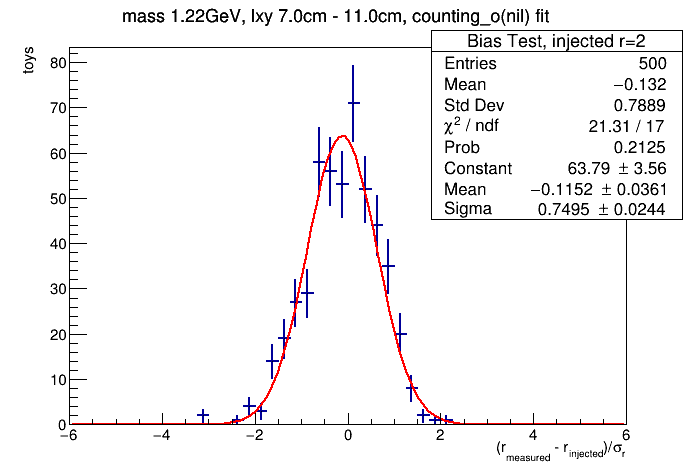 mass 1.22GeV, lxy 7.0cm - 11.0cm, counting_o(nil) fit
toys
Bias Test, injected r=2
Entries 500
Mean −0.132
Std Dev 0.7889
χ² / ndf 21.31 / 17
Prob 0.2125
Constant 63.79 ± 3.56
Mean −0.1152 ± 0.0361
Sigma 0.7495 ± 0.0244
80
70
60
50
40
30
20
10
0
−6 −4 −2 0 2 4 6
(r_measured - r_injected)/σ_r